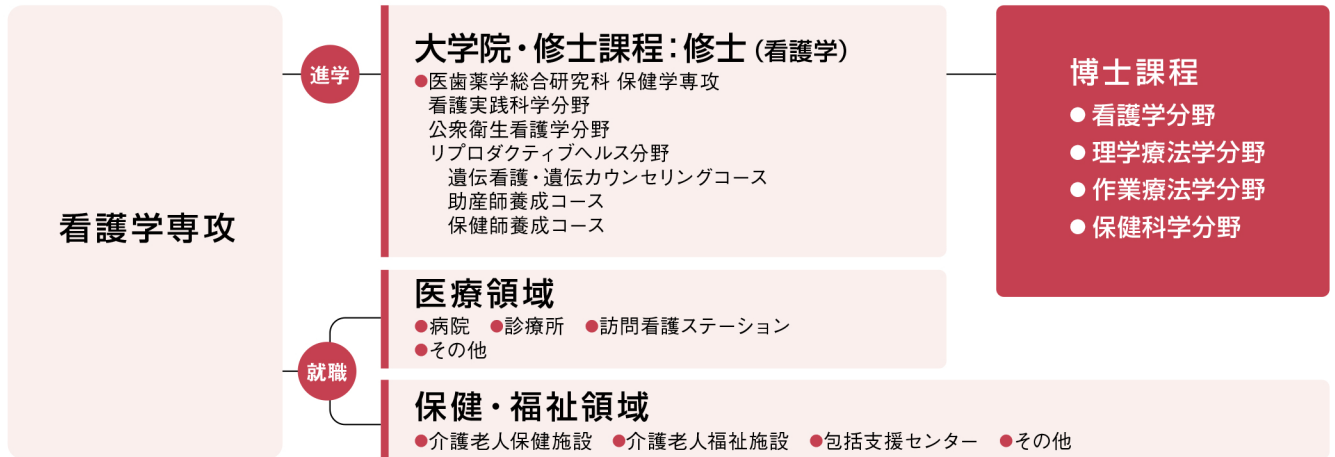 看護学専攻
進学
大学院・修士課程：修士（看護学）
●医歯薬学総合研究科 保健学専攻
看護実践科学分野
公衆衛生看護学分野
リプロダクティブヘルス分野
遺伝看護・遺伝カウンセリングコース
助産師養成コース
保健師養成コース
博士課程
●看護学分野
●理学療法学分野
●作業療法学分野
●保健科学分野
就職
医療領域
●病院 ●診療所 ●訪問看護ステーション
●その他
保健・福祉領域
●介護老人保健施設 ●介護老人福祉施設 ●包括支援センター ●その他